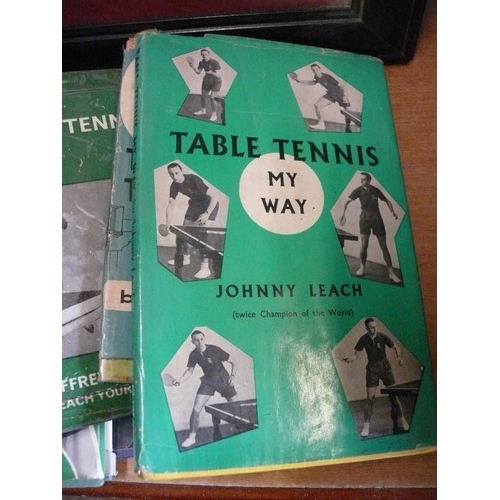 TABLE TENNIS
MY
WAY
JOHNNY LEACH
(twice Champion of the World)
TENN
FFRE
EACH YOUR
b